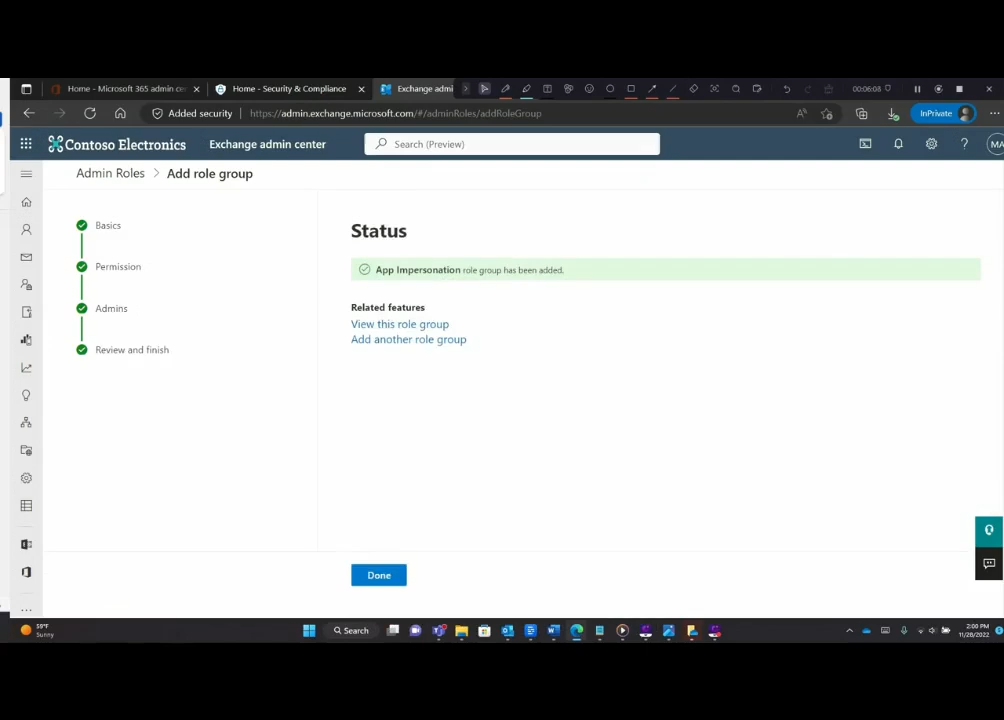 Home - Microsoft 365 admin cen
Home - Security & Compliance
Exchange admi
00:06:08
Added security
https://admin.exchange.microsoft.com/#/adminRoles/addRoleGroup
InPrivate
Contoso Electronics
Exchange admin center
Search (Preview)
MA
Admin Roles > Add role group
Basics
Permission
Admins
Review and finish
Status
App Impersonation role group has been added.
Related features
View this role group
Add another role group
Done
59°F
Sunny
Search
2:00 PM
11/28/2022